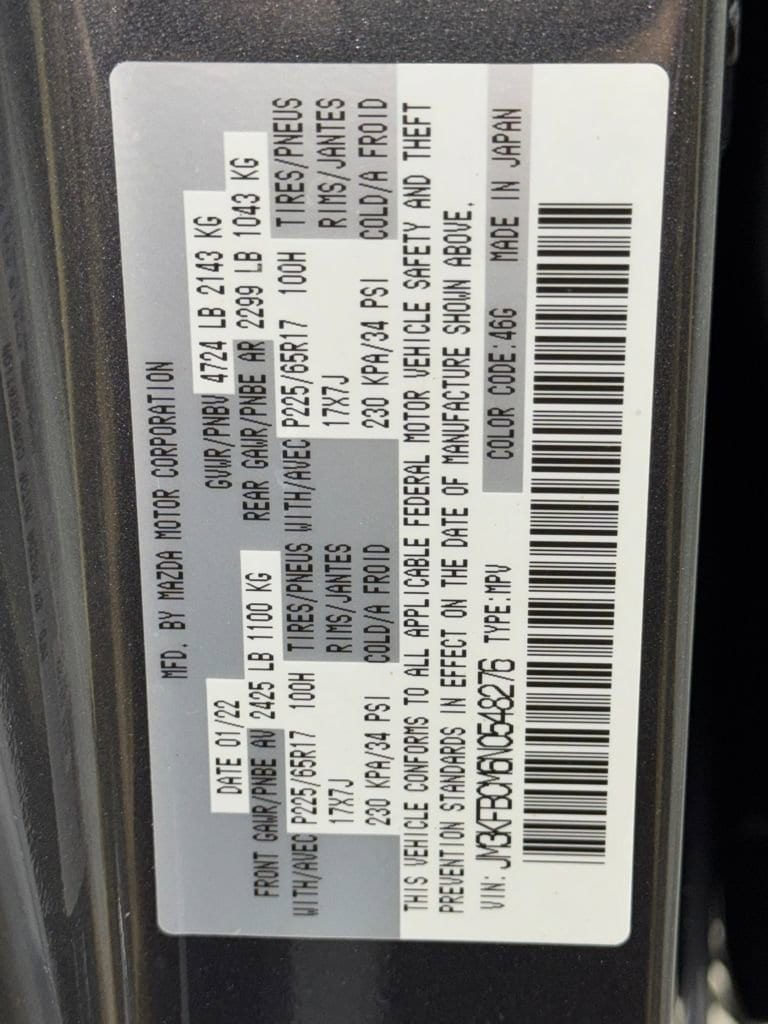 MFD. BY MAZDA MOTOR CORPORATION
DATE 01/22 GVWR/PNBV 4724 LB 2143 KG
FRONT GAWR/PNBE AV 2425 LB 1100 KG REAR GAWR/PNBE AR 2299 LB 1043 KG
WITH/AVEC P225/65R17 100H TIRES/PNEUS WITH/AVEC P225/65R17 100H TIRES/PNEUS
17X7J RIMS/JANTES 17X7J RIMS/JANTES
230 KPA/34 PSI COLD/A FROID 230 KPA/34 PSI COLD/A FROID
THIS VEHICLE CONFORMS TO ALL APPLICABLE FEDERAL MOTOR VEHICLE SAFETY AND THEFT
PREVENTION STANDARDS IN EFFECT ON THE DATE OF MANUFACTURE SHOWN ABOVE.
VIN: JM3KFBCM6N0548276 TYPE:MPV COLOR CODE:46G MADE IN JAPAN